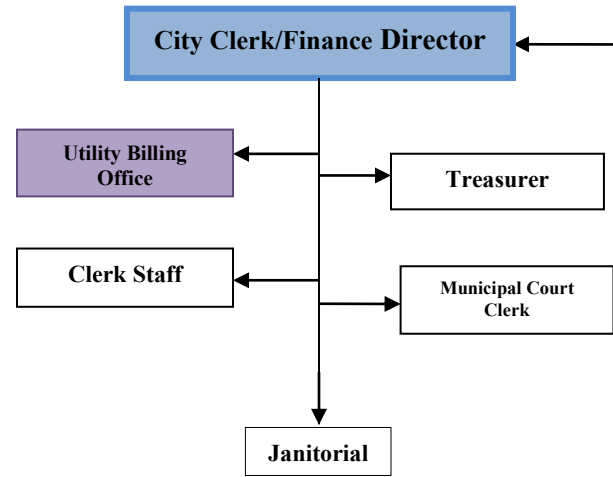 City Clerk/Finance Director
Utility Billing
Office
Treasurer
Clerk Staff
Municipal Court
Clerk
Janitorial